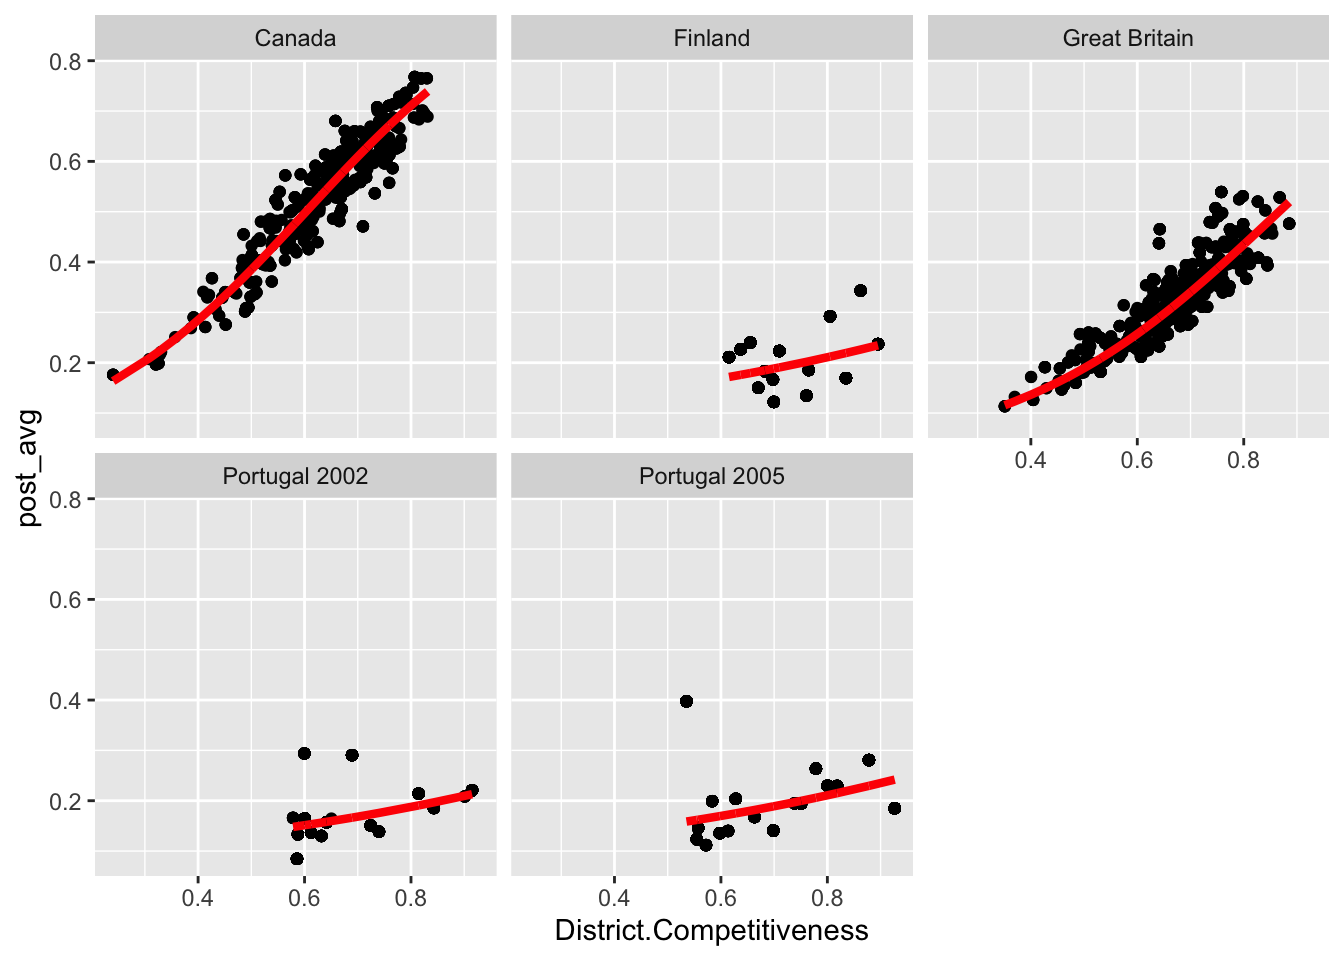 Canada
Finland
Great Britain
0.8
0.6
0.4
0.2
0.4 0.6 0.8
Portugal 2002
Portugal 2005
0.8
0.6
0.4
0.2
0.4 0.6 0.8
0.4 0.6 0.8
District.Competitiveness
post_avg